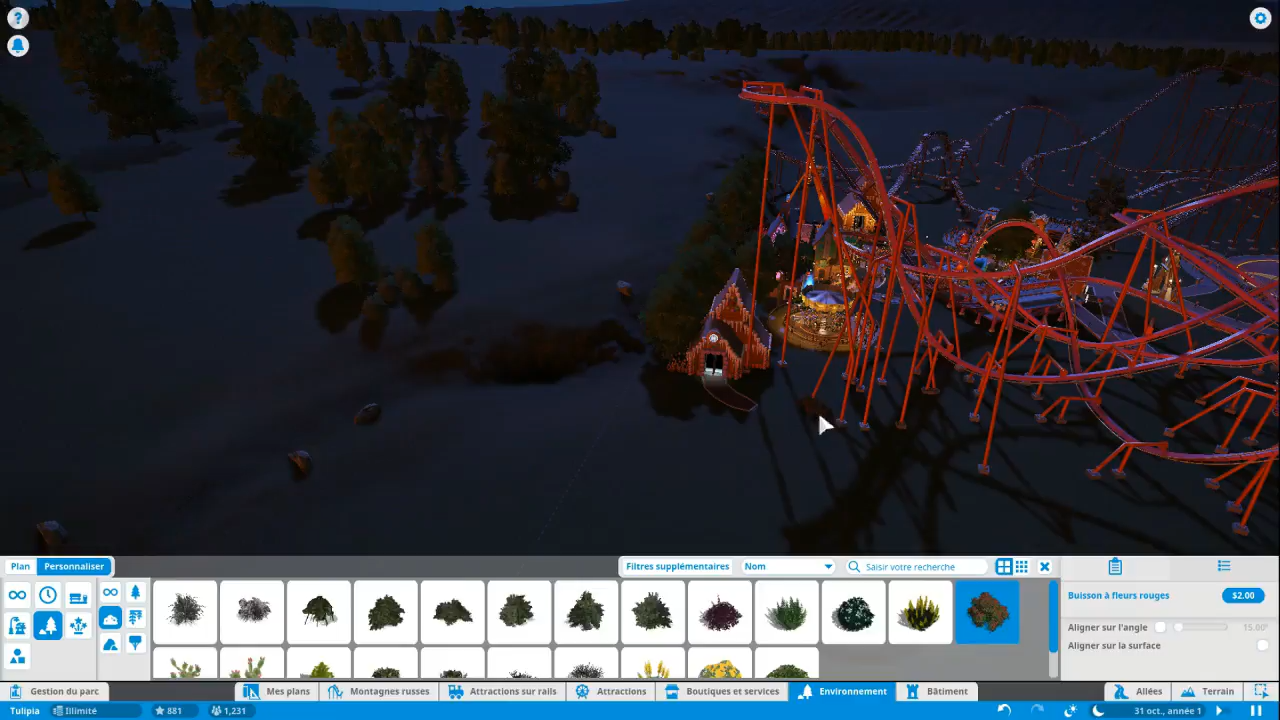 ?
Plan Personnaliser Filtres supplémentaires Nom Saisir votre recherche
Buisson à fleurs rouges $2.00
Aligner sur l'angle 15.00°
Aligner sur la surface
Gestion du parc Mes plans Montagnes russes Attractions sur rails Attractions Boutiques et services Environnement Bâtiment Allées Terrain
Tulipia Illimité 881 1,231 31 oct., année 1